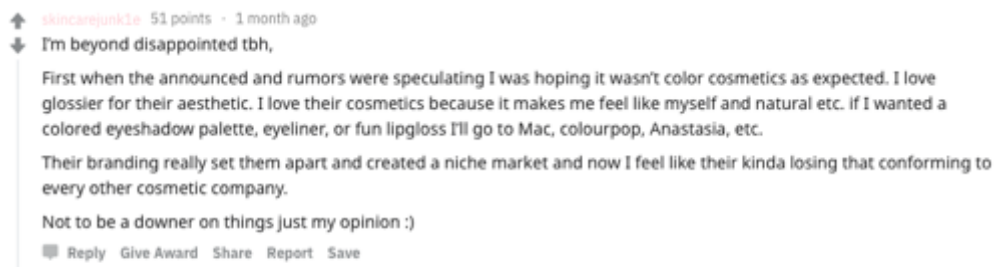 skincarejunk1e 51 points · 1 month ago
I'm beyond disappointed tbh,
First when the announced and rumors were speculating I was hoping it wasn't color cosmetics as expected. I love
glossier for their aesthetic. I love their cosmetics because it makes me feel like myself and natural etc. if I wanted a
colored eyeshadow palette, eyeliner, or fun lipgloss I'll go to Mac, colourpop, Anastasia, etc.
Their branding really set them apart and created a niche market and now I feel like their kinda losing that conforming to
every other cosmetic company.
Not to be a downer on things just my opinion :)
Reply Give Award Share Report Save